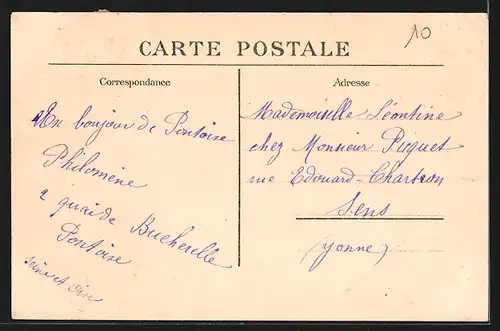 10
CARTE POSTALE
Correspondance
Un bonjour de Pontoise
Philomène
2 quai de Bucherelle
Pontoise
Seine et Oise
Adresse
Mademoiselle Léontine
chez Monsieur Piquet
rue Edouard-Charton
Sens
(Yonne)